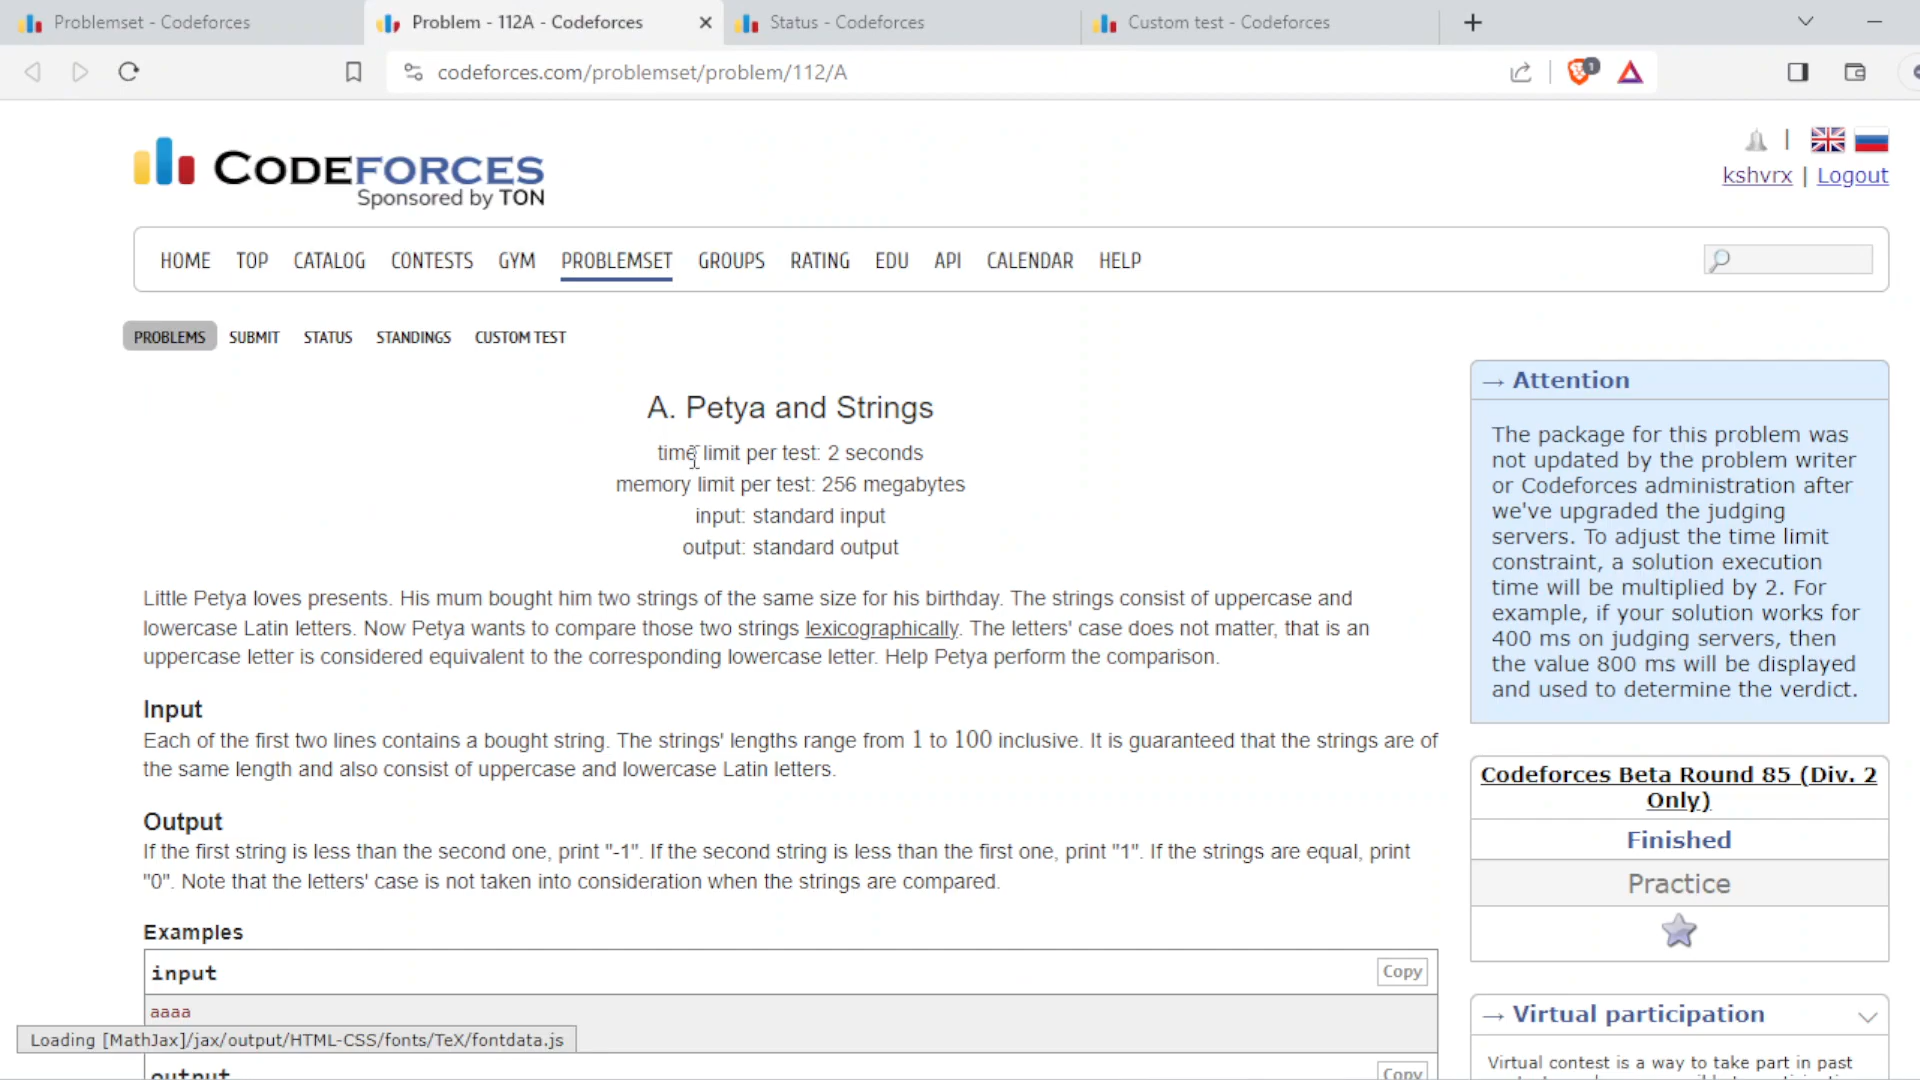 Problemset - Codeforces
Problem - 112A - Codeforces
Status - Codeforces
Custom test - Codeforces
codeforces.com/problemset/problem/112/A
1
CODEFORCES
Sponsored by TON
kshvrx | Logout
HOME TOP CATALOG CONTESTS GYM PROBLEMSET GROUPS RATING EDU API CALENDAR HELP
PROBLEMS SUBMIT STATUS STANDINGS CUSTOM TEST
A. Petya and Strings
time limit per test: 2 seconds
memory limit per test: 256 megabytes
input: standard input
output: standard output
Little Petya loves presents. His mum bought him two strings of the same size for his birthday. The strings consist of uppercase and
lowercase Latin letters. Now Petya wants to compare those two strings lexicographically. The letters' case does not matter, that is an
uppercase letter is considered equivalent to the corresponding lowercase letter. Help Petya perform the comparison.
Input
Each of the first two lines contains a bought string. The strings' lengths range from 1 to 100 inclusive. It is guaranteed that the strings are of
the same length and also consist of uppercase and lowercase Latin letters.
Output
If the first string is less than the second one, print "-1". If the second string is less than the first one, print "1". If the strings are equal, print
"0". Note that the letters' case is not taken into consideration when the strings are compared.
Examples
input
Copy
aaaa
output
Copy
Loading [MathJax]/jax/output/HTML-CSS/fonts/TeX/fontdata.js
→ Attention
The package for this problem was
not updated by the problem writer
or Codeforces administration after
we've upgraded the judging
servers. To adjust the time limit
constraint, a solution execution
time will be multiplied by 2. For
example, if your solution works for
400 ms on judging servers, then
the value 800 ms will be displayed
and used to determine the verdict.
Codeforces Beta Round 85 (Div. 2
Only)
Finished
Practice
→ Virtual participation
Virtual contest is a way to take part in past